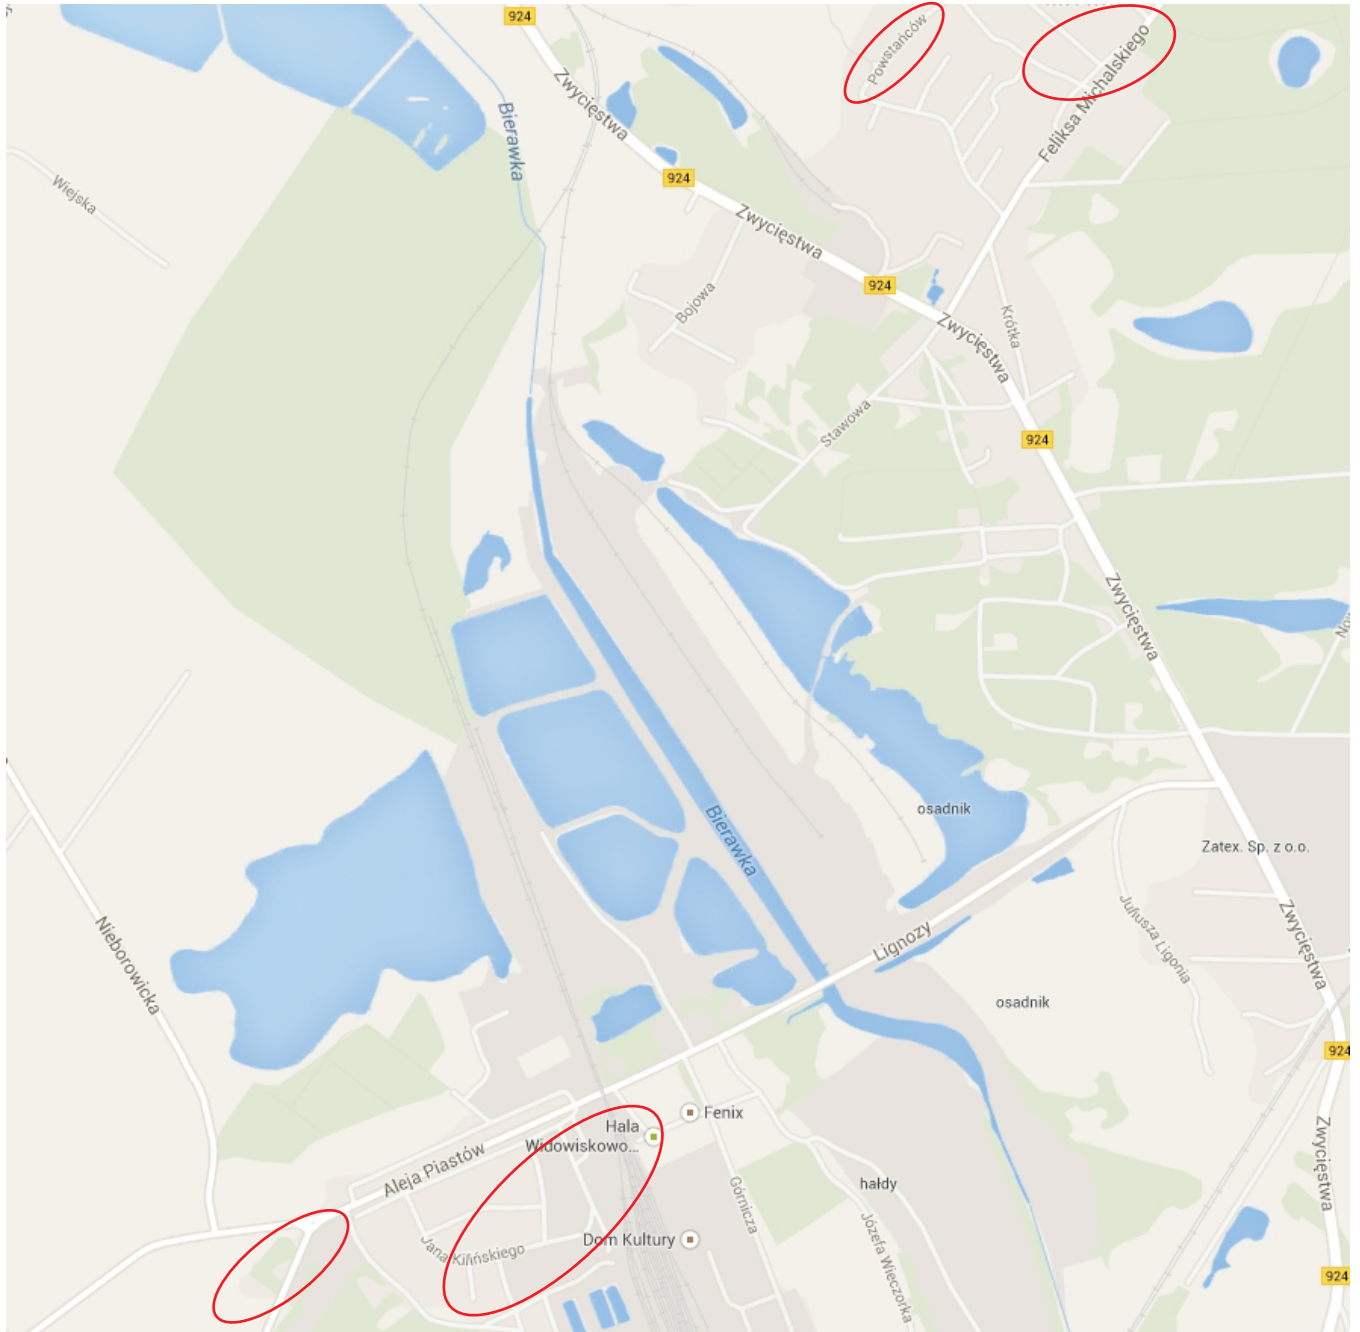 924
Powstańców
Feliksa Michalskiego
Zwycięstwa
Bierawka
924
Wiejska
Zwycięstwa
924
Bojowa
Krótka
Zwycięstwa
Stawowa
924
Zwycięstwa
osadnik
Bierawka
Zatex. Sp. z o.o.
Juliusza Ligonia
Zwycięstwa
Nieborowicka
Lignozy
osadnik
924
Fenix
Hala
Widowiskowo...
Aleja Piastów
Zwycięstwa
hałdy
Górnicza
Józefa Wieczorka
Jana Kilińskiego
Dom Kultury
924